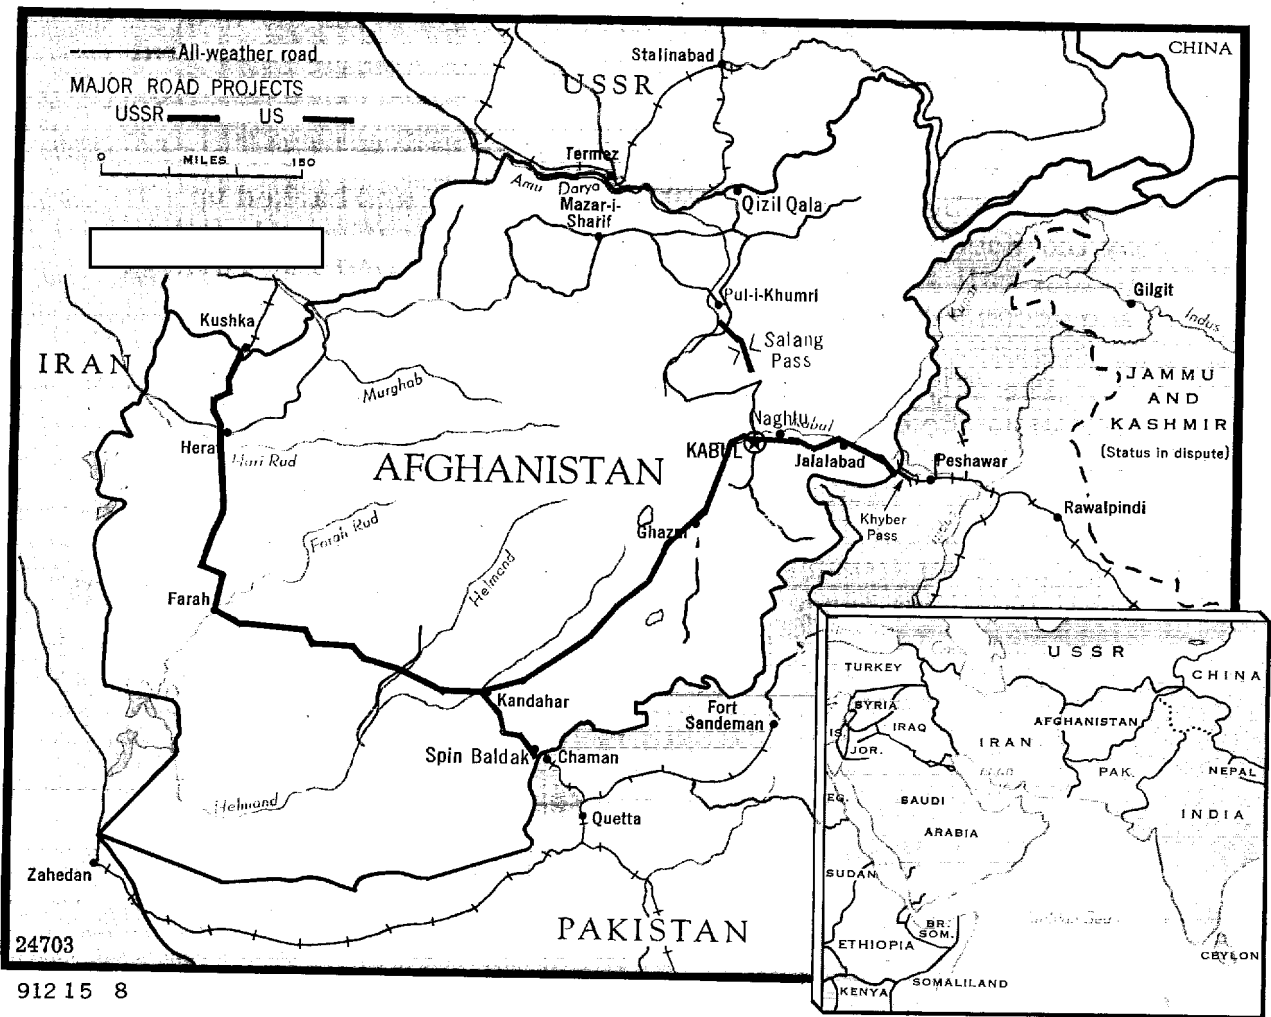 All-weather road
MAJOR ROAD PROJECTS
USSR US
0 MILES 150
CHINA
Stalinabad
USSR
Termez
Amu Darya
Mazar-i-
Sharif
Qizil Qala
Pul-i-Khumri
Gilgit
Indus
Kushka
Salang
Pass
IRAN
JAMMU
AND
KASHMIR
(Status in dispute)
Murghab
Naghlu
Kabul
Herat
Hari Rud
KABUL
Jalalabad
Peshawar
AFGHANISTAN
Khyber
Pass
Rawalpindi
Ghazni
Farah Rud
Helmand
Farah
Kandahar
Fort
Sandeman
Spin Baldak
Chaman
Helmand
Quetta
Zahedan
PAKISTAN
24703
912 15 8
USSR
TURKEY
CHINA
SYRIA
IRAQ
AFGHANISTAN
IS.
JOR.
IRAN
PAK.
NEPAL
EG.
SAUDI
ARABIA
INDIA
SUDAN
BR.
SOM.
ETHIOPIA
CEYLON
KENYA
SOMALILAND